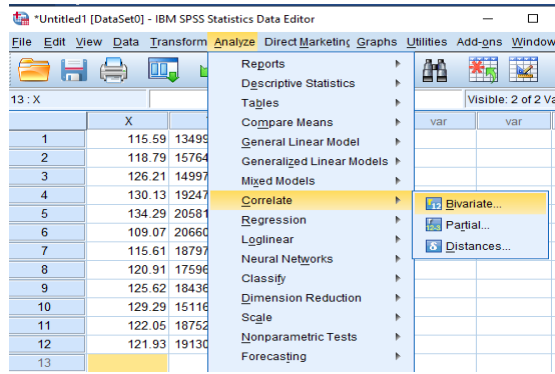 *Untitled1 [DataSet0] - IBM SPSS Statistics Data Editor
File Edit View Data Transform Analyze Direct Marketing Graphs Utilities Add-ons Window
13 : X
Visible: 2 of 2 Va
X
var var
1 115.59 13499
2 118.79 15764
3 126.21 14997
4 130.13 19247
5 134.29 20581
6 109.07 20660
7 115.61 18797
8 120.91 17596
9 125.62 18436
10 129.29 15116
11 122.05 18752
12 121.93 19130
13
Reports
Descriptive Statistics
Tables
Compare Means
General Linear Model
Generalized Linear Models
Mixed Models
Correlate
Regression
Loglinear
Neural Networks
Classify
Dimension Reduction
Scale
Nonparametric Tests
Forecasting
Bivariate...
Partial...
Distances...